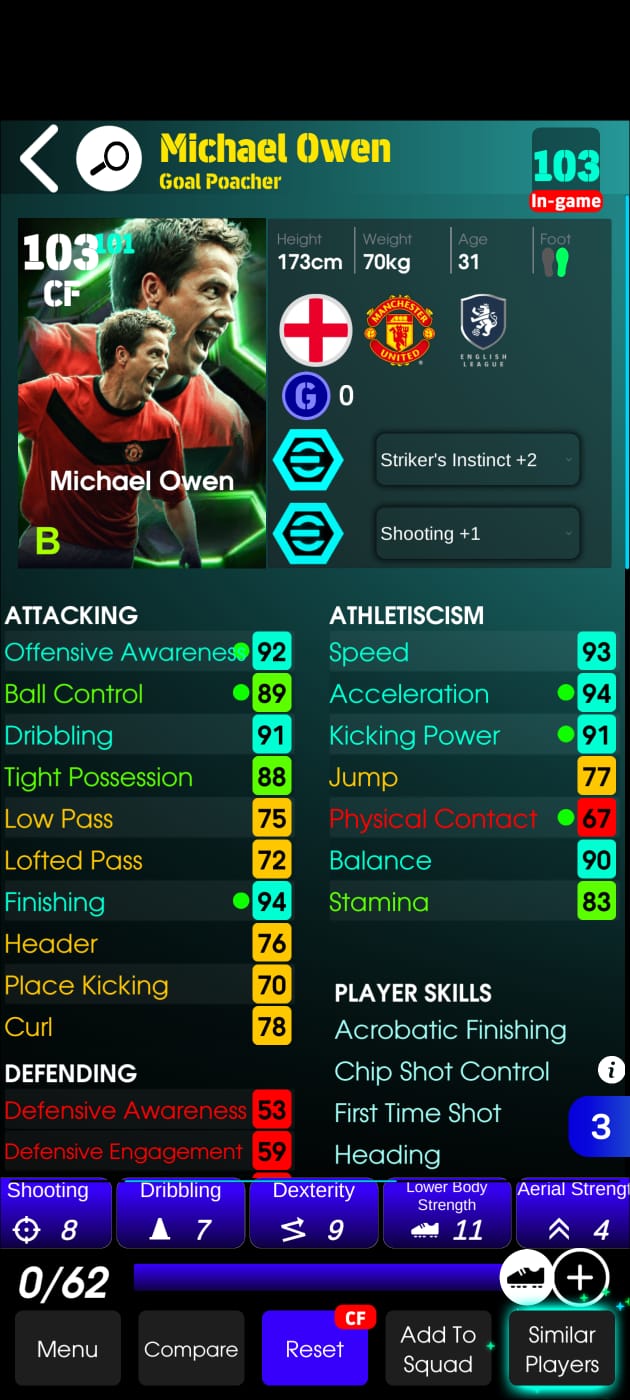 Michael Owen
Goal Poacher
103
In-game
103 101
CF
Michael Owen
B
Height
173cm
Weight
70kg
Age
31
Foot
MANCHESTER
UNITED
ENGLISH
LEAGUE
G 0
Striker's Instinct +2
Shooting +1
ATTACKING
Offensive Awareness 92
Ball Control 89
Dribbling 91
Tight Possession 88
Low Pass 75
Lofted Pass 72
Finishing 94
Header 76
Place Kicking 70
Curl 78
DEFENDING
Defensive Awareness 53
Defensive Engagement 59
ATHLETISCISM
Speed 93
Acceleration 94
Kicking Power 91
Jump 77
Physical Contact 67
Balance 90
Stamina 83
PLAYER SKILLS
Acrobatic Finishing
Chip Shot Control
First Time Shot
Heading
i
3
Shooting
8
Dribbling
7
Dexterity
9
Lower Body
Strength
11
Aerial Strengt
4
0/62
Menu
Compare
CF
Reset
Add To
Squad
Similar
Players